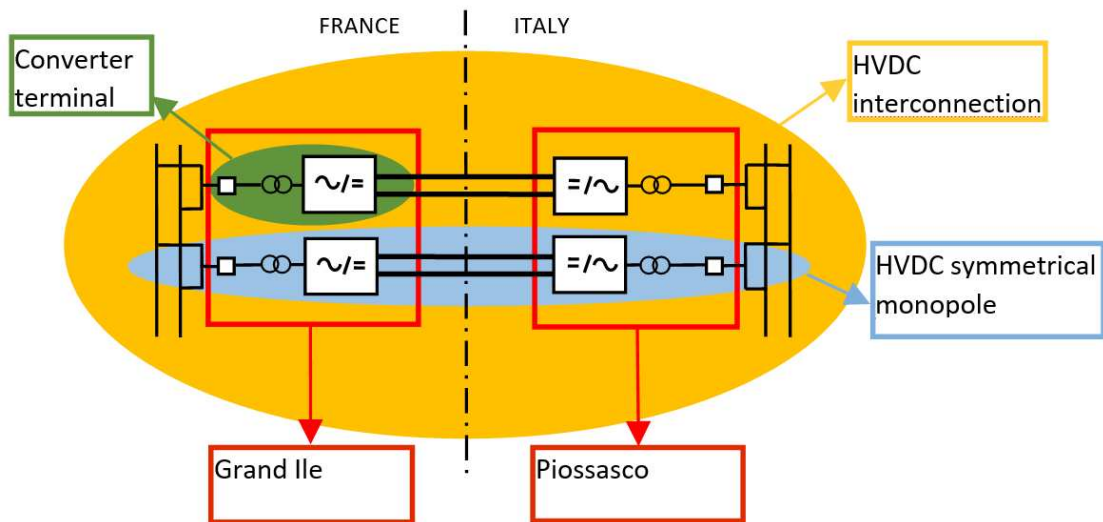 FRANCE
ITALY
Converter
terminal
HVDC
interconnection
~/=
=/~
~/=
=/~
HVDC symmetrical
monopole
Grand Ile
Piossasco